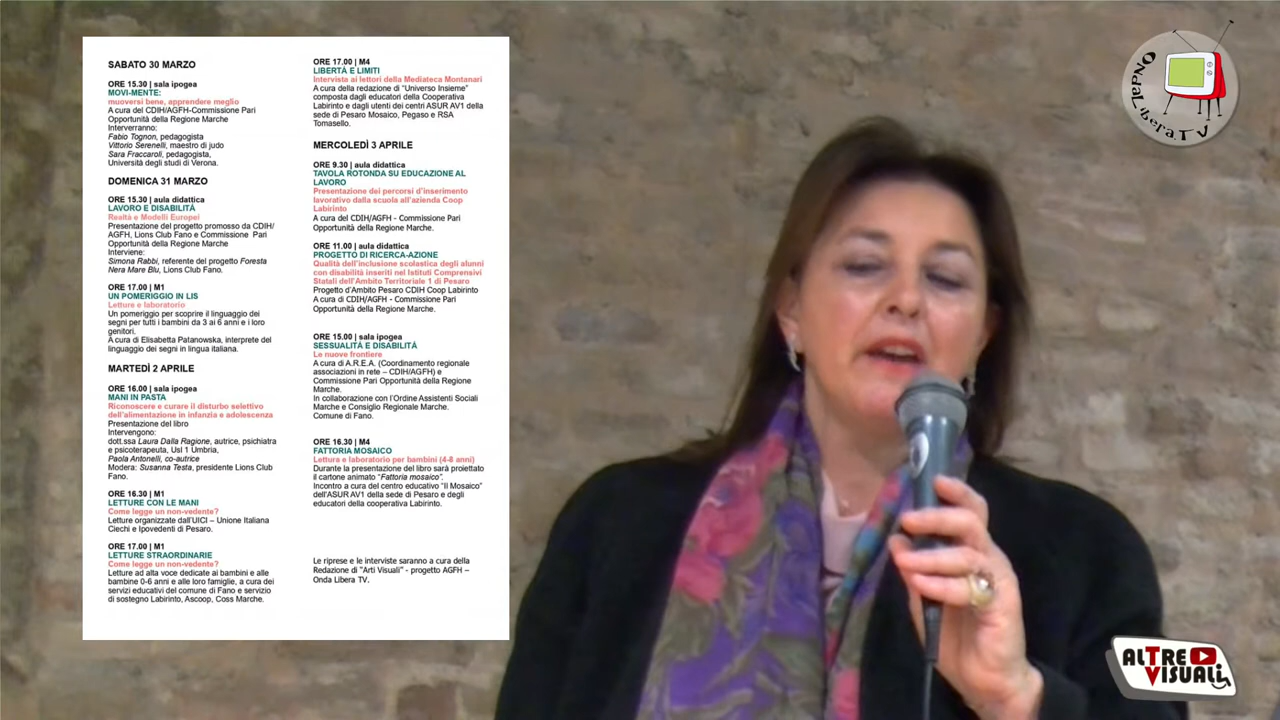 SABATO 30 MARZO
ORE 15.30 | sala ipogea
MOVI-MENTE:
muoversi bene, apprendere meglio
A cura del CDIH/AGFH-Commissione Pari
Opportunità della Regione Marche
Interverranno:
Fabio Tognon, pedagogista
Vittorio Serenelli, maestro di judo
Sara Fraccaroli, pedagogista,
Università degli studi di Verona.
DOMENICA 31 MARZO
ORE 15.30 | aula didattica
LAVORO E DISABILITÀ
Realtà e Modelli Europei
Presentazione del progetto promosso da CDIH/
AGFH, Lions Club Fano e Commissione Pari
Opportunità della Regione Marche
Interviene:
Simona Rabbi, referente del progetto Foresta
Nera Mare Blu, Lions Club Fano.
ORE 17.00 | M1
UN POMERIGGIO IN LIS
Letture e laboratorio
Un pomeriggio per scoprire il linguaggio dei
segni per tutti i bambini da 3 ai 6 anni e i loro
genitori.
A cura di Elisabetta Patanowska, interprete del
linguaggio dei segni in lingua italiana.
MARTEDÌ 2 APRILE
ORE 16.00 | sala ipogea
MANI IN PASTA
Riconoscere e curare il disturbo selettivo
dell'alimentazione in infanzia e adolescenza
Presentazione del libro
Intervengono:
dott.ssa Laura Dalla Ragione, autrice, psichiatra
e psicoterapeuta, Usl 1 Umbria,
Paola Antonelli, co-autrice
Modera: Susanna Testa, presidente Lions Club
Fano.
ORE 16.30 | M1
LETTURE CON LE MANI
Come legge un non-vedente?
Letture organizzate dall'UICI – Unione Italiana
Ciechi e Ipovedenti di Pesaro.
ORE 17.00 | M1
LETTURE STRAORDINARIE
Come legge un non-vedente?
Letture ad alta voce dedicate ai bambini e alle
bambine 0-6 anni e alle loro famiglie, a cura dei
servizi educativi del comune di Fano e servizio
di sostegno Labirinto, Ascoop, Coss Marche.
ORE 17.00 | M4
LIBERTÀ E LIMITI
Intervista ai lettori della Mediateca Montanari
A cura della redazione di "Universo Insieme"
composta dagli educatori della Cooperativa
Labirinto e dagli utenti dei centri ASUR AV1 della
sede di Pesaro Mosaico, Pegaso e RSA
Tomasello.
MERCOLEDÌ 3 APRILE
ORE 9.30 | aula didattica
TAVOLA ROTONDA SU EDUCAZIONE AL
LAVORO
Presentazione dei percorsi d'inserimento
lavorativo dalla scuola all'azienda Coop
Labirinto
A cura del CDIH/AGFH - Commissione Pari
Opportunità della Regione Marche.
ORE 11.00 | aula didattica
PROGETTO DI RICERCA-AZIONE
Qualità dell'inclusione scolastica degli alunni
con disabilità inseriti nel Istituti Comprensivi
Statali dell'Ambito Territoriale 1 di Pesaro
Progetto d'Ambito Pesaro CDIH Coop Labirinto
A cura di CDIH/AGFH - Commissione Pari
Opportunità della Regione Marche.
ORE 15.00 | sala ipogea
SESSUALITÀ E DISABILITÀ
Le nuove frontiere
A cura di A.R.E.A. (Coordinamento regionale
associazioni in rete – CDIH/AGFH) e
Commissione Pari Opportunità della Regione
Marche.
In collaborazione con l'Ordine Assistenti Sociali
Marche e Consiglio Regionale Marche.
Comune di Fano.
ORE 16.30 | M4
FATTORIA MOSAICO
Lettura e laboratorio per bambini (4-8 anni)
Durante la presentazione del libro sarà proiettato
il cartone animato "Fattoria mosaico".
Incontro a cura del centro educativo "Il Mosaico"
dell'ASUR AV1 della sede di Pesaro e degli
educatori della cooperativa Labirinto.
Le riprese e le interviste saranno a cura della
Redazione di "Arti Visuali" - progetto AGFH –
Onda Libera TV.
OndaLibera.TV
ALTRE
VISUALI